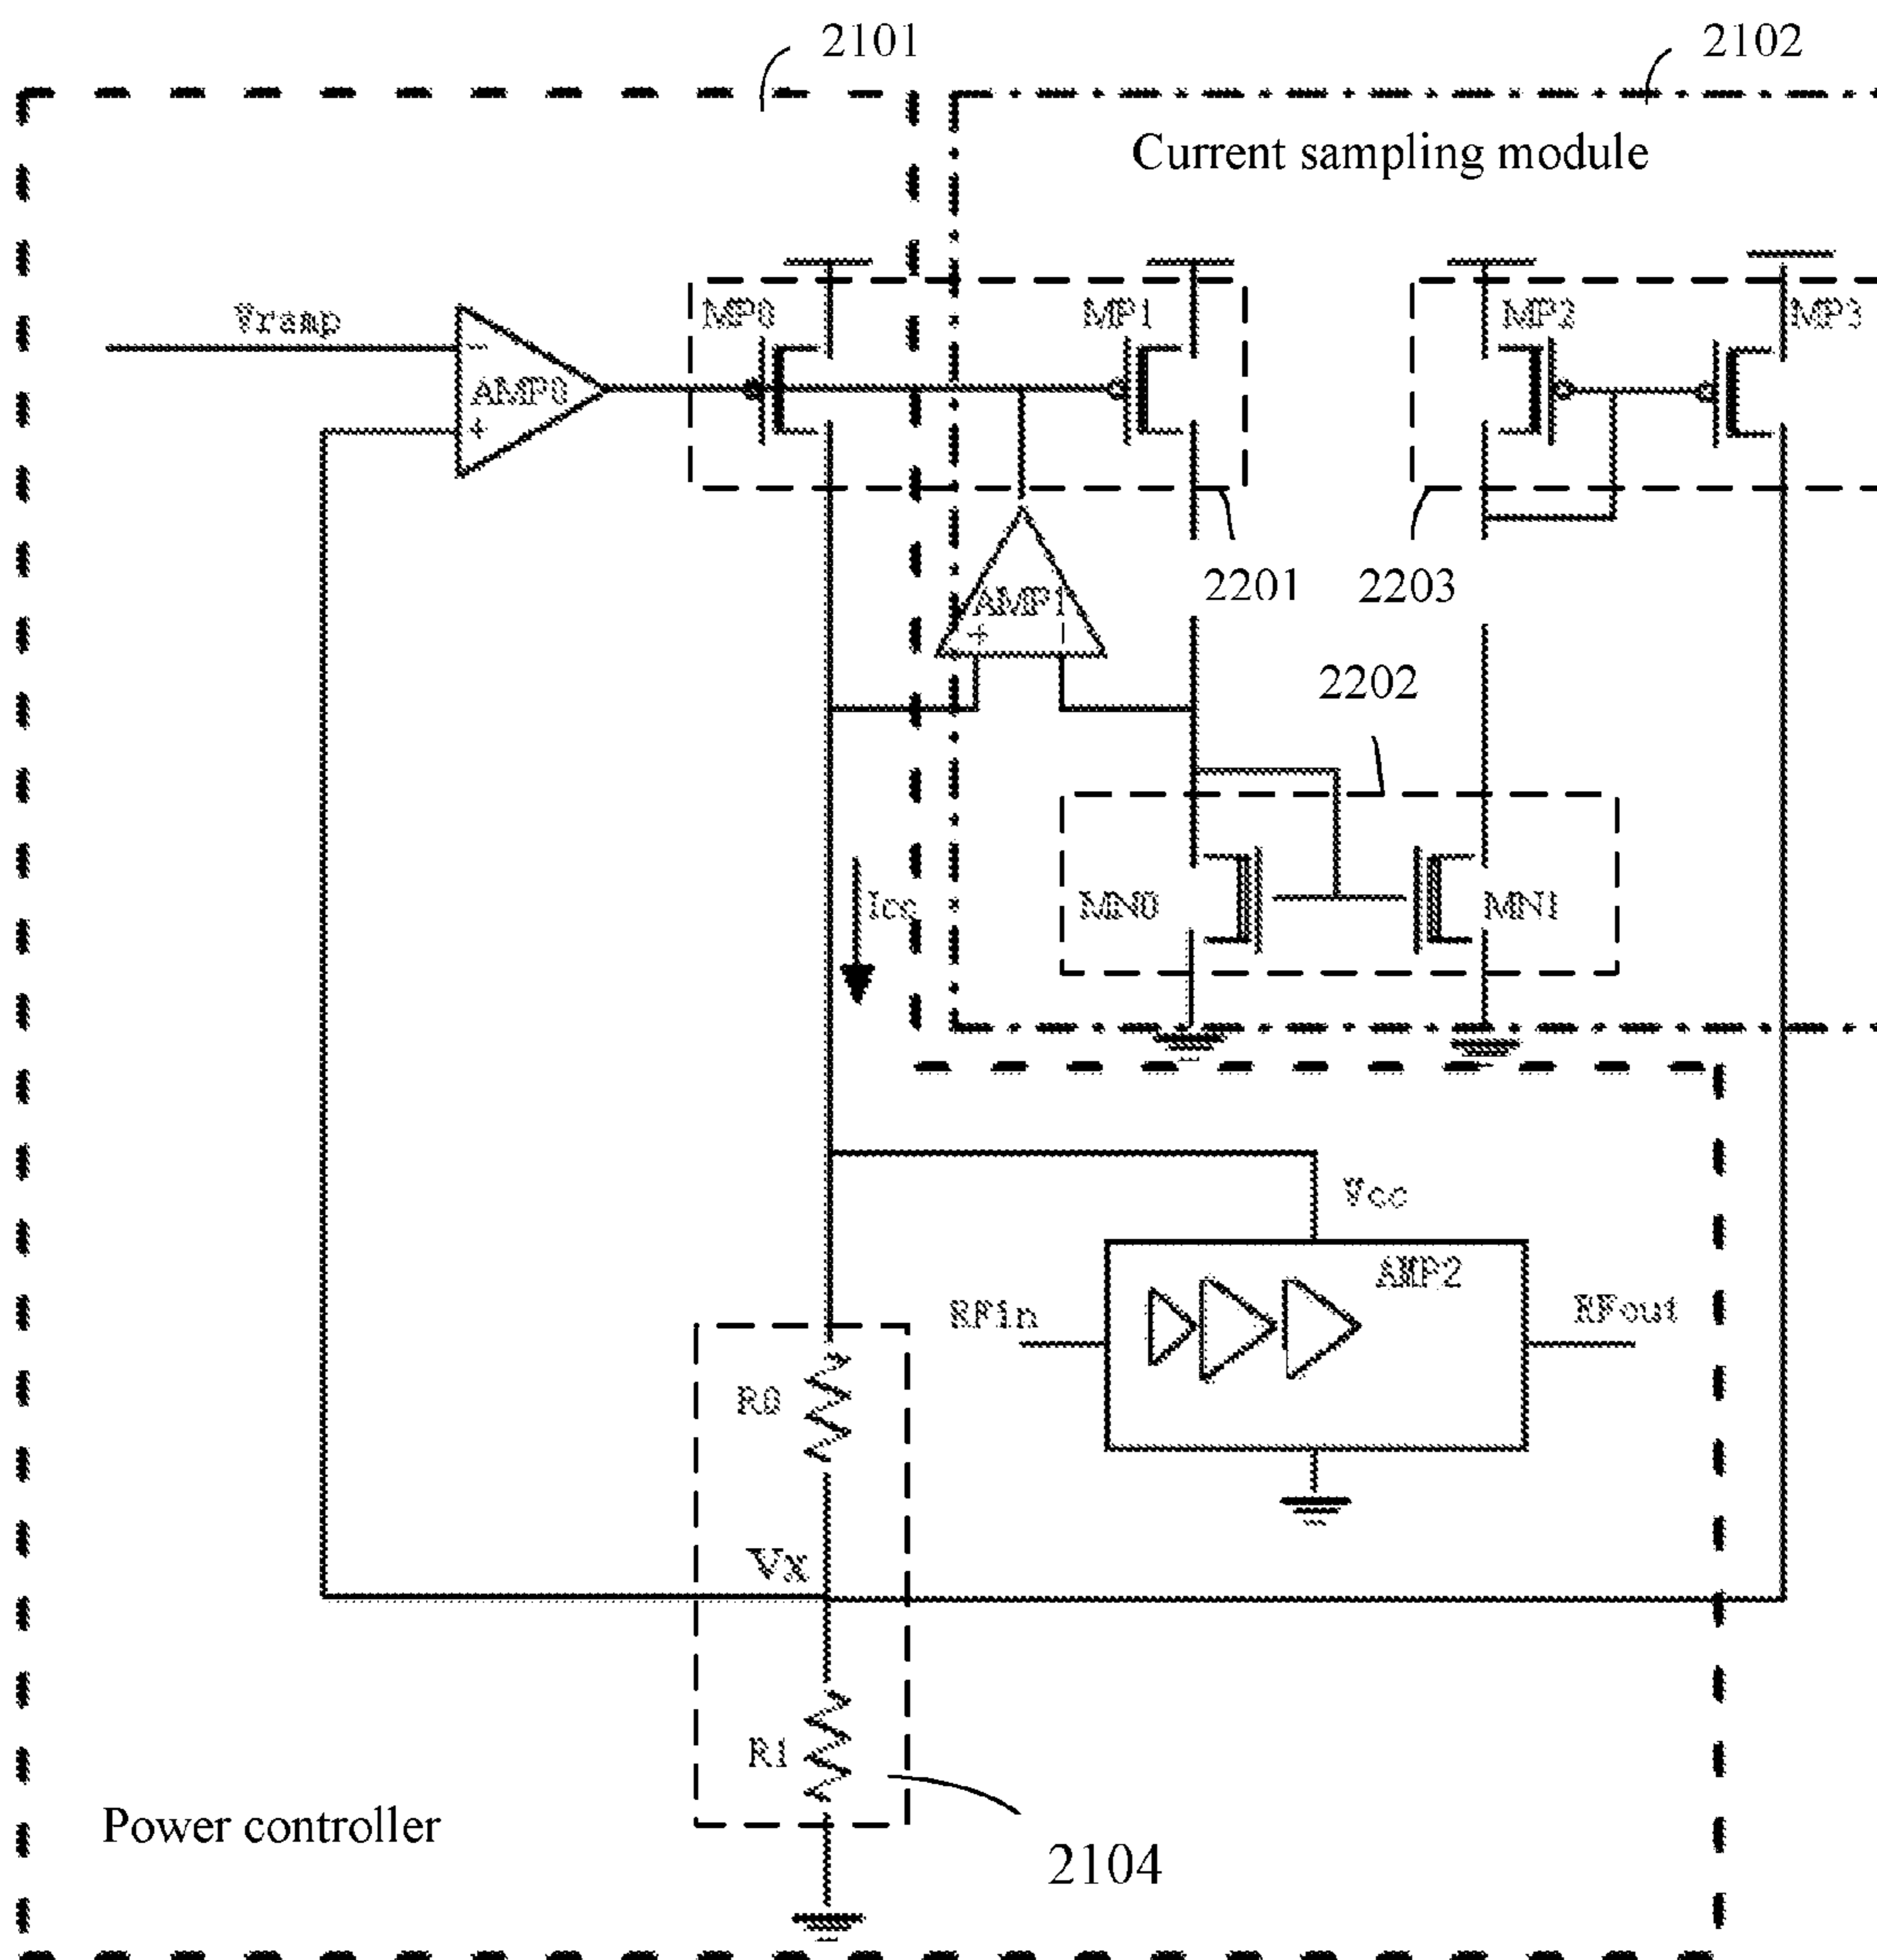 2101
2102
Current sampling module
Vramp
MP0
MP1
MP2
MP3
-
AMP0
+
2201
2203
AMP1
+
-
2202
Icc
MN0
MN1
Vcc
AMP2
RFin
RFout
R0
Vx
R1
Power controller
2104